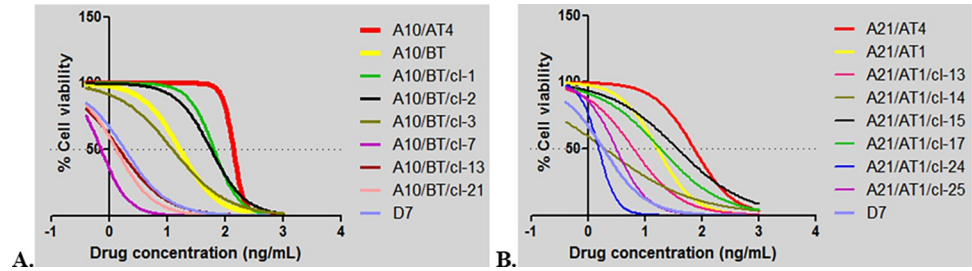 A.
150
100
50
% Cell viability
-1 0 1 2 3 4
Drug concentration (ng/mL)
A10/AT4
A10/BT
A10/BT/cl-1
A10/BT/cl-2
A10/BT/cl-3
A10/BT/cl-7
A10/BT/cl-13
A10/BT/cl-21
D7
B.
150
100
50
% Cell viability
-1 0 1 2 3 4
Drug concentration (ng/mL)
A21/AT4
A21/AT1
A21/AT1/cl-13
A21/AT1/cl-14
A21/AT1/cl-15
A21/AT1/cl-17
A21/AT1/cl-24
A21/AT1/cl-25
D7